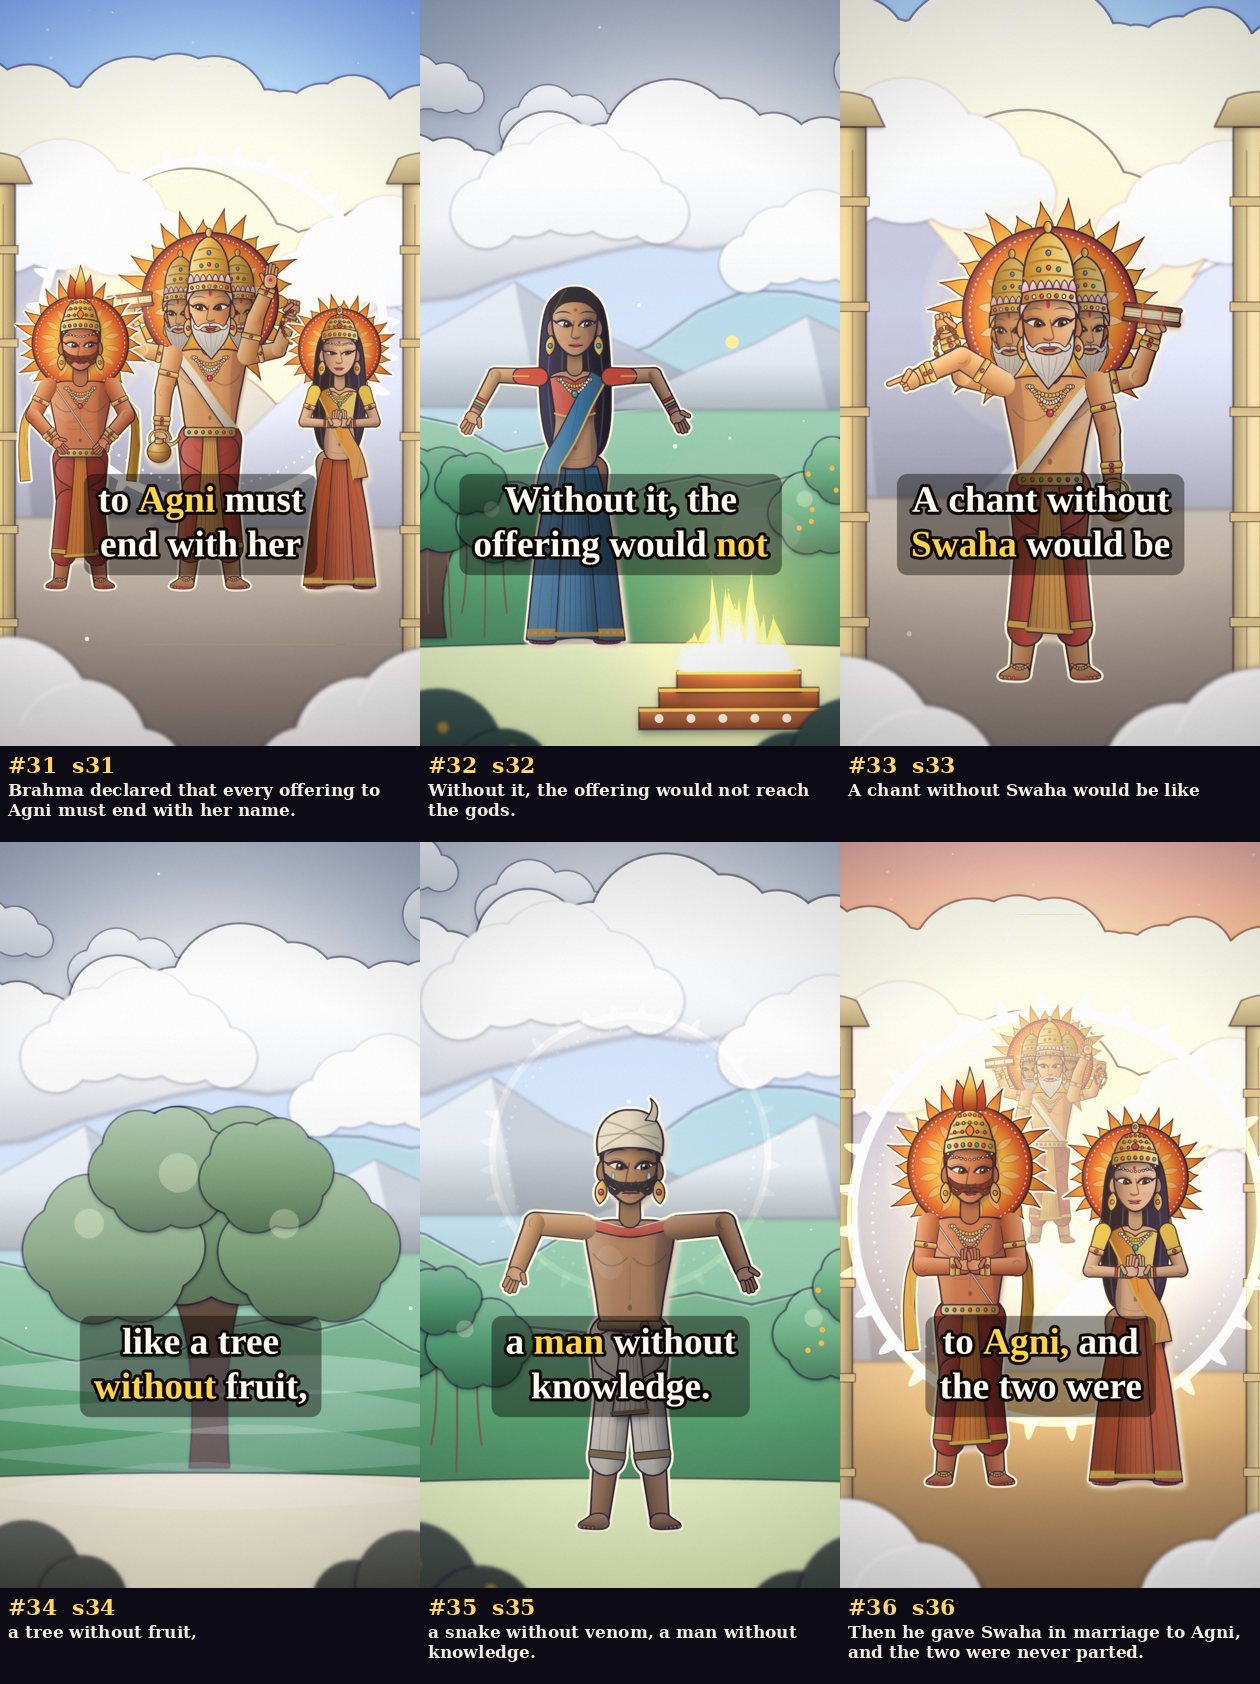 to Agni must
end with her
#31 s31
Brahma declared that every offering to
Agni must end with her name.
Without it, the
offering would not
#32 s32
Without it, the offering would not reach
the gods.
A chant without
Swaha would be
#33 s33
A chant without Swaha would be like
like a tree
without fruit,
#34 s34
a tree without fruit,
a man without
knowledge.
#35 s35
a snake without venom, a man without
knowledge.
to Agni, and
the two were
#36 s36
Then he gave Swaha in marriage to Agni,
and the two were never parted.